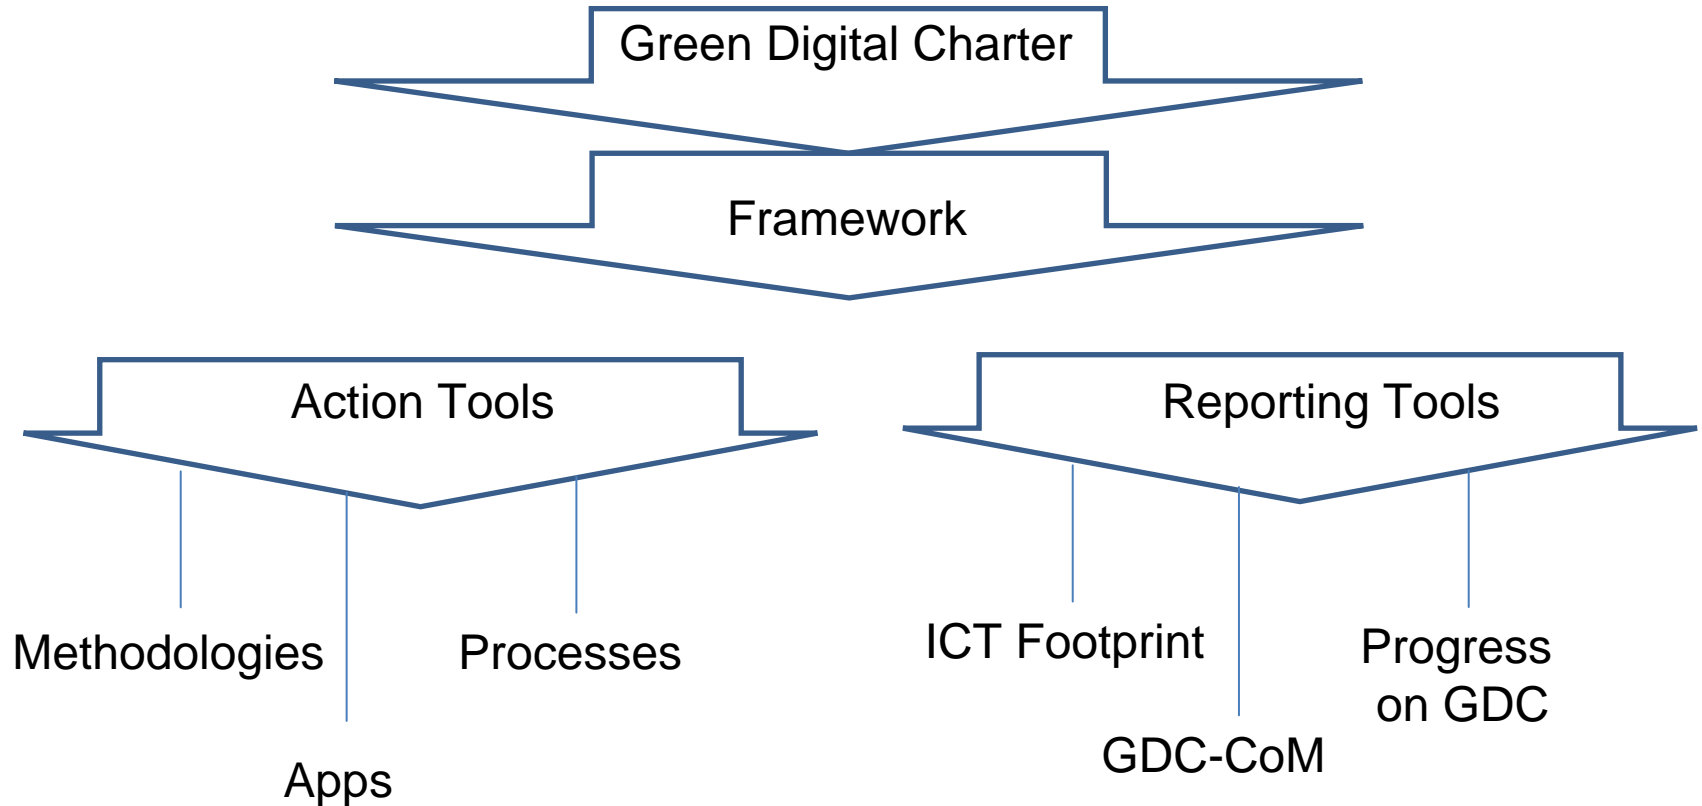 Green Digital Charter
Framework
Action Tools
Reporting Tools
Methodologies
Processes
Apps
ICT Footprint
GDC-CoM
Progress
on GDC